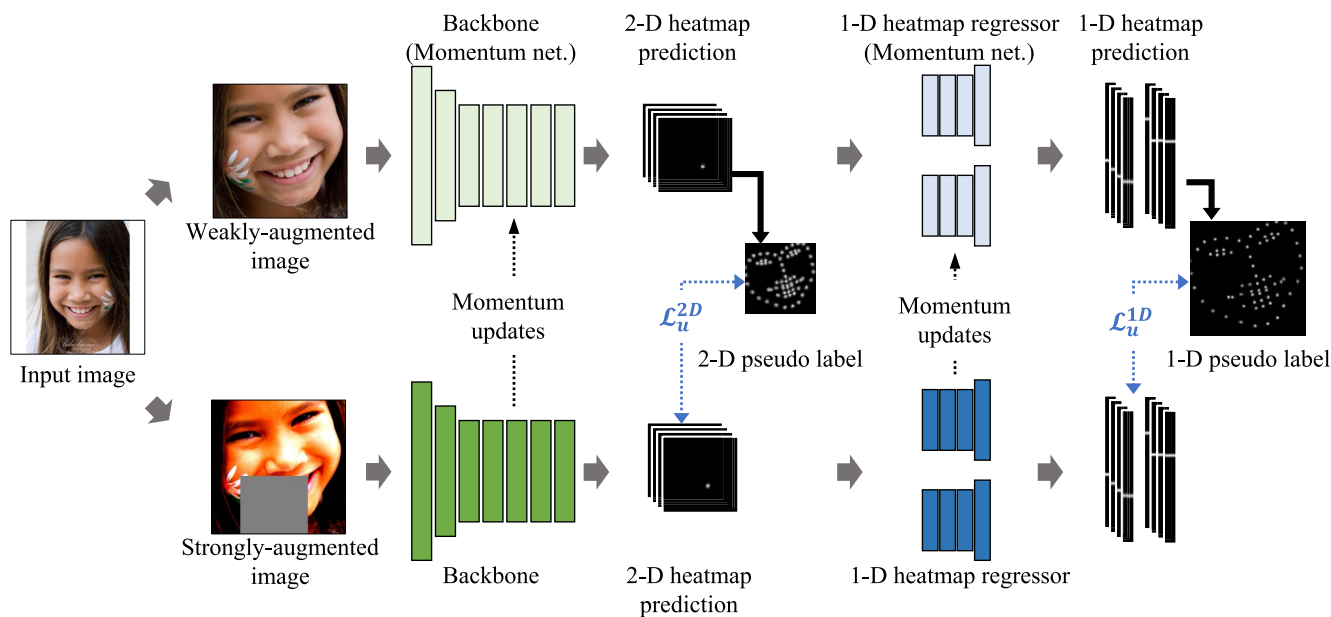 Backbone
(Momentum net.)
2-D heatmap
prediction
1-D heatmap regressor
(Momentum net.)
1-D heatmap
prediction
Weakly-augmented
image
Input image
Momentum
updates
ℒ_u^{2D}
2-D pseudo label
Momentum
updates
ℒ_u^{1D}
1-D pseudo label
Strongly-augmented
image
Backbone
2-D heatmap
prediction
1-D heatmap regressor